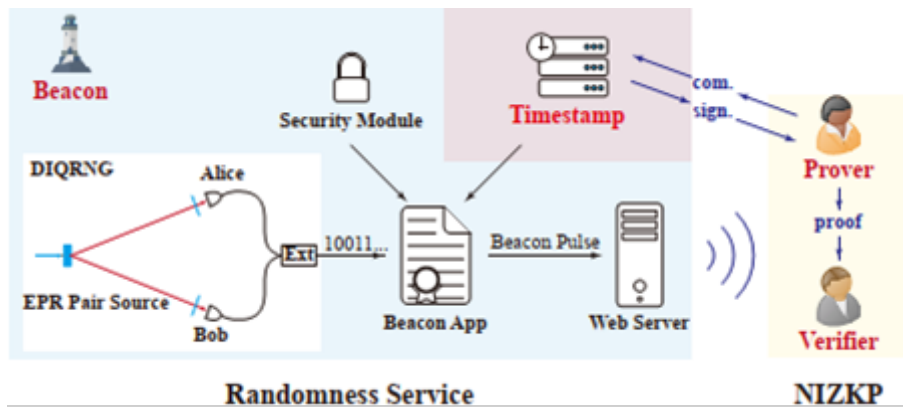 Beacon
Security Module
Timestamp
com.
sign.
Prover
proof
Verifier
DIQRNG
Alice
EPR Pair Source
Bob
Ext
10011...
Beacon App
Beacon Pulse
Web Server
Randomness Service
NIZKP